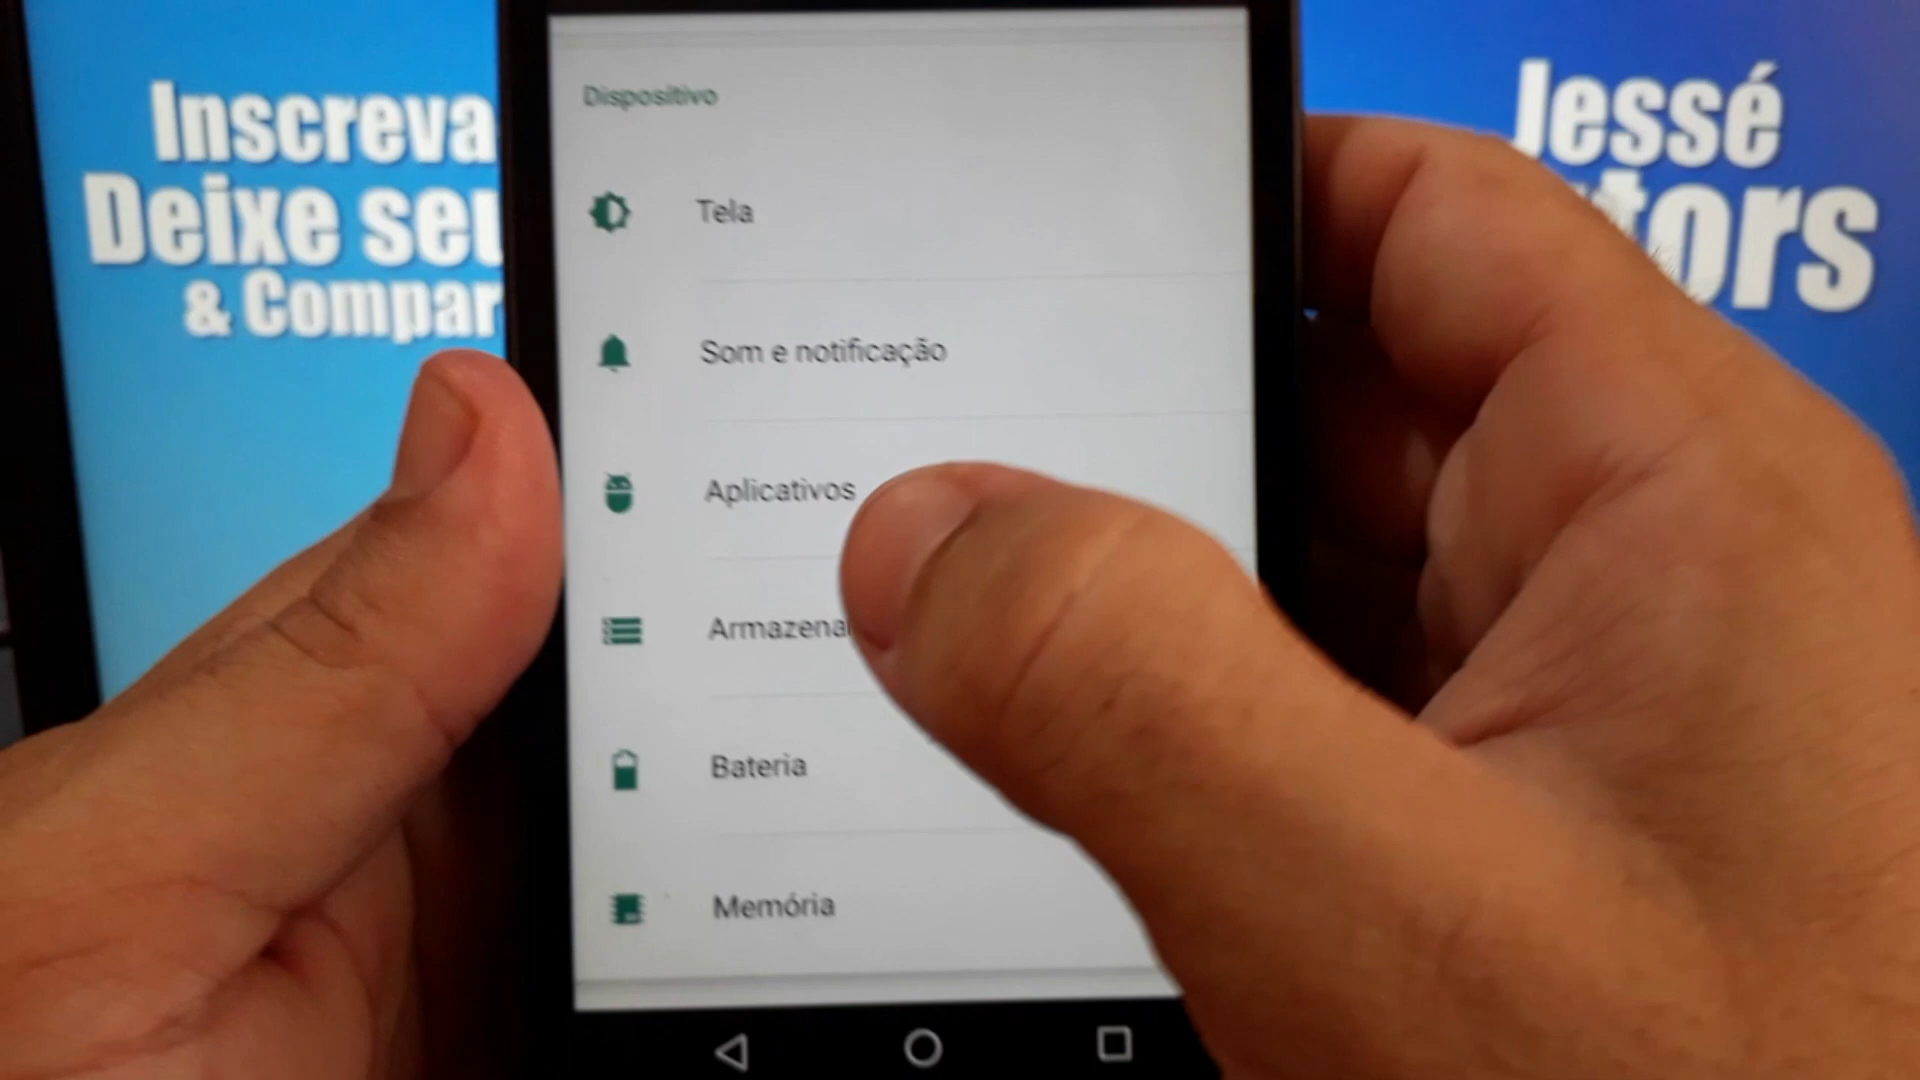 Inscreva
Deixe seu
& Compar
Jessé
tors
Dispositivo
Tela
Som e notificação
Aplicativos
Armazena
Bateria
Memória